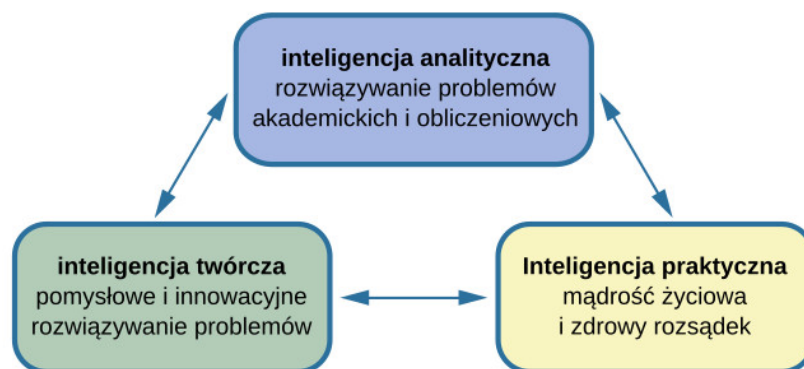 inteligencja analityczna
rozwiązywanie problemów
akademickich i obliczeniowych
inteligencja twórcza
pomysłowe i innowacyjne
rozwiązywanie problemów
Inteligencja praktyczna
mądrość życiowa
i zdrowy rozsądek